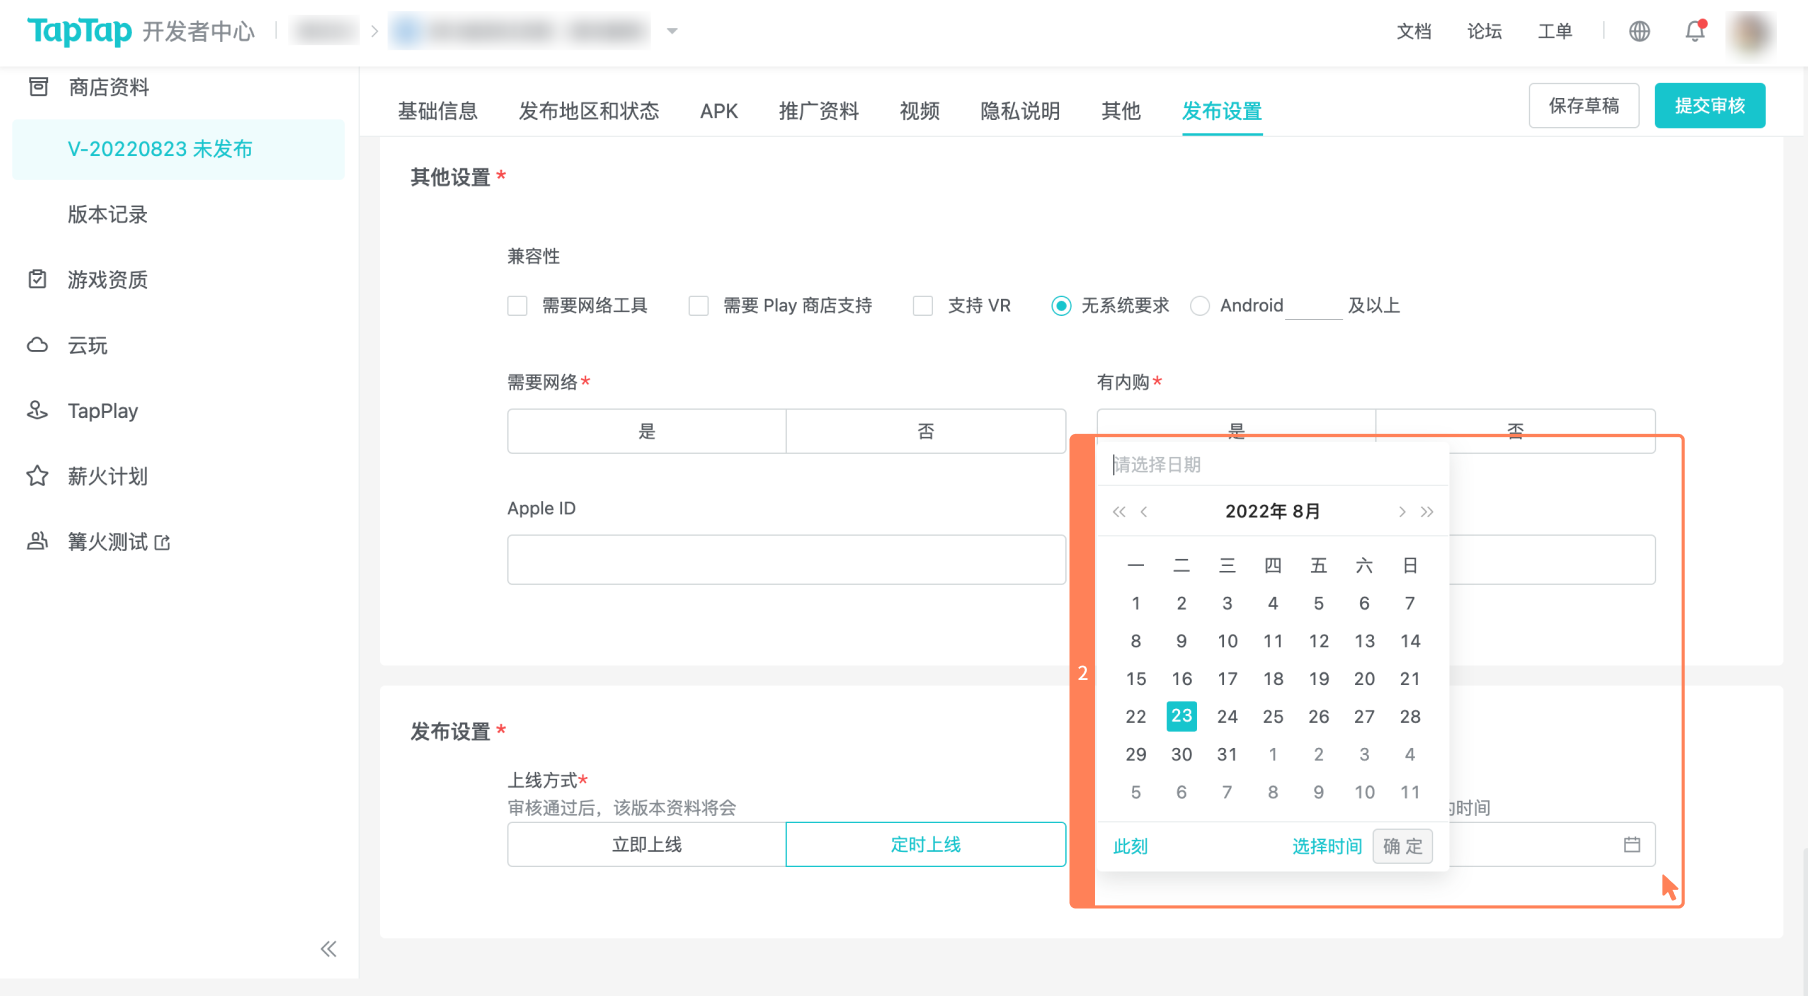 TapTap 开发者中心
文档 论坛 工单
商店资料
V-20220823 未发布
版本记录
游戏资质
云玩
TapPlay
薪火计划
篝火测试
基础信息 发布地区和状态 APK 推广资料 视频 隐私说明 其他 发布设置
保存草稿 提交审核
其他设置 *
兼容性
需要网络工具 需要 Play 商店支持 支持 VR 无系统要求 Android 及以上
需要网络* 有内购*
是 否 是 否
请选择日期
Apple ID
2022年 8月
一 二 三 四 五 六 日
1 2 3 4 5 6 7
8 9 10 11 12 13 14
15 16 17 18 19 20 21
22 23 24 25 26 27 28
29 30 31 1 2 3 4
5 6 7 8 9 10 11
此刻 选择时间 确 定
2
发布设置 *
上线方式*
审核通过后，该版本资料将会
的时间
立即上线 定时上线